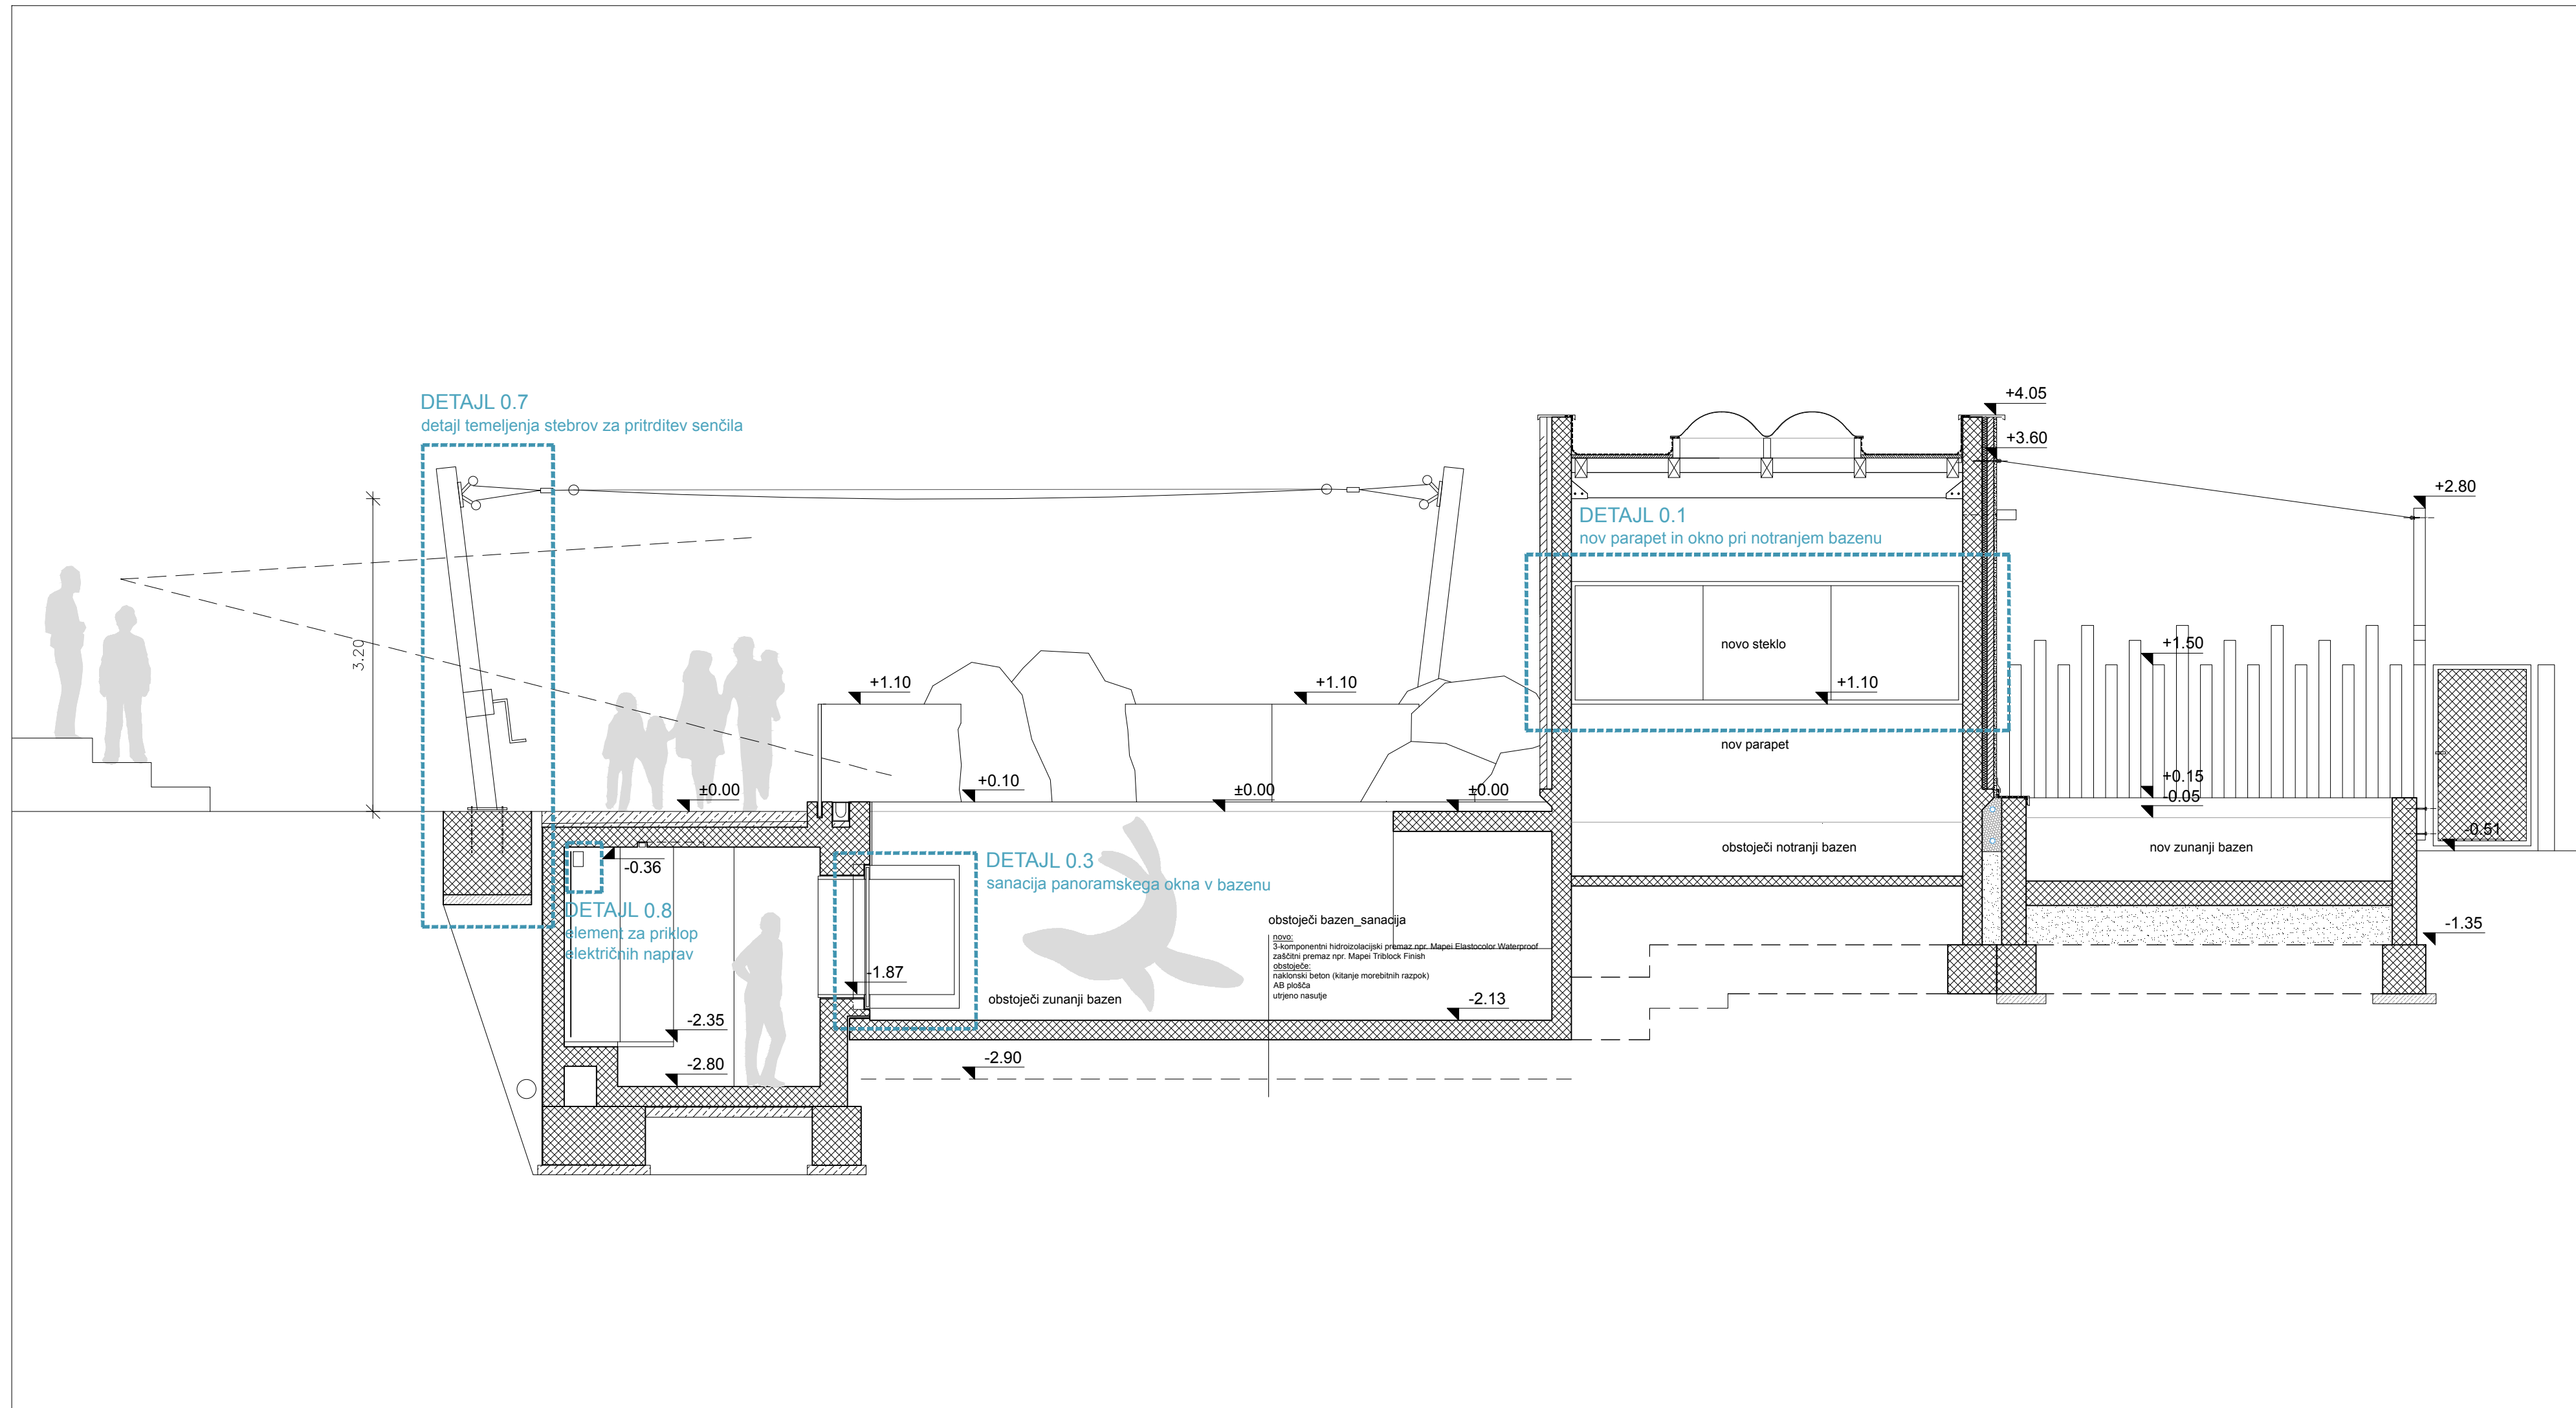 +4.05
DETAJL 0.7
detajl temeljenja stebrov za pritrditev senčila
+3.60
+2.80
DETAJL 0.1
nov parapet in okno pri notranjem bazenu
3.20
novo steklo
+1.50
+1.10
+1.10
+1.10
nov parapet
±0.00
+0.10
±0.00
±0.00
+0.15
-0.05
-0.51
-0.36
DETAJL 0.3
sanacija panoramskega okna v bazenu
obstoječi notranji bazen
nov zunanji bazen
DETAJL 0.8
element za priklop
električnih naprav
obstoječi bazen_sanacija
novo:
3-komponentni hidroizolacijski premaz npr. Mapei Elastocolor Waterproof
zaščitni premaz npr. Mapei Triblock Finish
obstoječe:
naklonski beton (kitanje morebitnih razpok)
AB plošča
utrjeno nasutje
-1.35
-1.87
obstoječi zunanji bazen
-2.13
-2.35
-2.80
-2.90